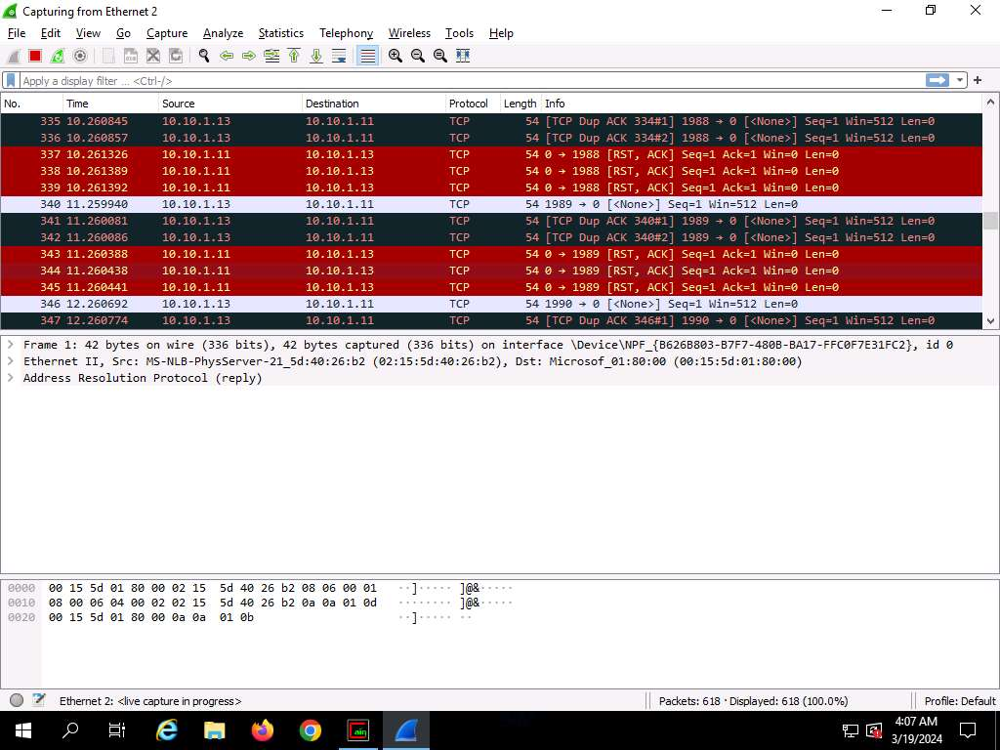 Capturing from Ethernet 2
File Edit View Go Capture Analyze Statistics Telephony Wireless Tools Help
Apply a display filter ... <Ctrl-/>
No. Time Source Destination Protocol Length Info
335 10.260845 10.10.1.13 10.10.1.11 TCP 54 [TCP Dup ACK 334#1] 1988 → 0 [<None>] Seq=1 Win=512 Len=0
336 10.260857 10.10.1.13 10.10.1.11 TCP 54 [TCP Dup ACK 334#2] 1988 → 0 [<None>] Seq=1 Win=512 Len=0
337 10.261326 10.10.1.11 10.10.1.13 TCP 54 0 → 1988 [RST, ACK] Seq=1 Ack=1 Win=0 Len=0
338 10.261389 10.10.1.11 10.10.1.13 TCP 54 0 → 1988 [RST, ACK] Seq=1 Ack=1 Win=0 Len=0
339 10.261392 10.10.1.11 10.10.1.13 TCP 54 0 → 1988 [RST, ACK] Seq=1 Ack=1 Win=0 Len=0
340 11.259940 10.10.1.13 10.10.1.11 TCP 54 1989 → 0 [<None>] Seq=1 Win=512 Len=0
341 11.260081 10.10.1.13 10.10.1.11 TCP 54 [TCP Dup ACK 340#1] 1989 → 0 [<None>] Seq=1 Win=512 Len=0
342 11.260086 10.10.1.13 10.10.1.11 TCP 54 [TCP Dup ACK 340#2] 1989 → 0 [<None>] Seq=1 Win=512 Len=0
343 11.260388 10.10.1.11 10.10.1.13 TCP 54 0 → 1989 [RST, ACK] Seq=1 Ack=1 Win=0 Len=0
344 11.260438 10.10.1.11 10.10.1.13 TCP 54 0 → 1989 [RST, ACK] Seq=1 Ack=1 Win=0 Len=0
345 11.260441 10.10.1.11 10.10.1.13 TCP 54 0 → 1989 [RST, ACK] Seq=1 Ack=1 Win=0 Len=0
346 12.260692 10.10.1.13 10.10.1.11 TCP 54 1990 → 0 [<None>] Seq=1 Win=512 Len=0
347 12.260774 10.10.1.13 10.10.1.11 TCP 54 [TCP Dup ACK 346#1] 1990 → 0 [<None>] Seq=1 Win=512 Len=0
Frame 1: 42 bytes on wire (336 bits), 42 bytes captured (336 bits) on interface \Device\NPF_{B626B803-B7F7-480B-BA17-FFC0F7E31FC2}, id 0
Ethernet II, Src: MS-NLB-PhysServer-21_5d:40:26:b2 (02:15:5d:40:26:b2), Dst: Microsof_01:80:00 (00:15:5d:01:80:00)
Address Resolution Protocol (reply)
0000 00 15 5d 01 80 00 02 15 5d 40 26 b2 08 06 00 01 ··]····· ]@&·····
0010 08 00 06 04 00 02 02 15 5d 40 26 b2 0a 0a 01 0d ········ ]@&·····
0020 00 15 5d 01 80 00 0a 0a 01 0b ··]····· ··
Ethernet 2: <live capture in progress> Packets: 618 · Displayed: 618 (100.0%) Profile: Default
ain
4:07 AM
3/19/2024